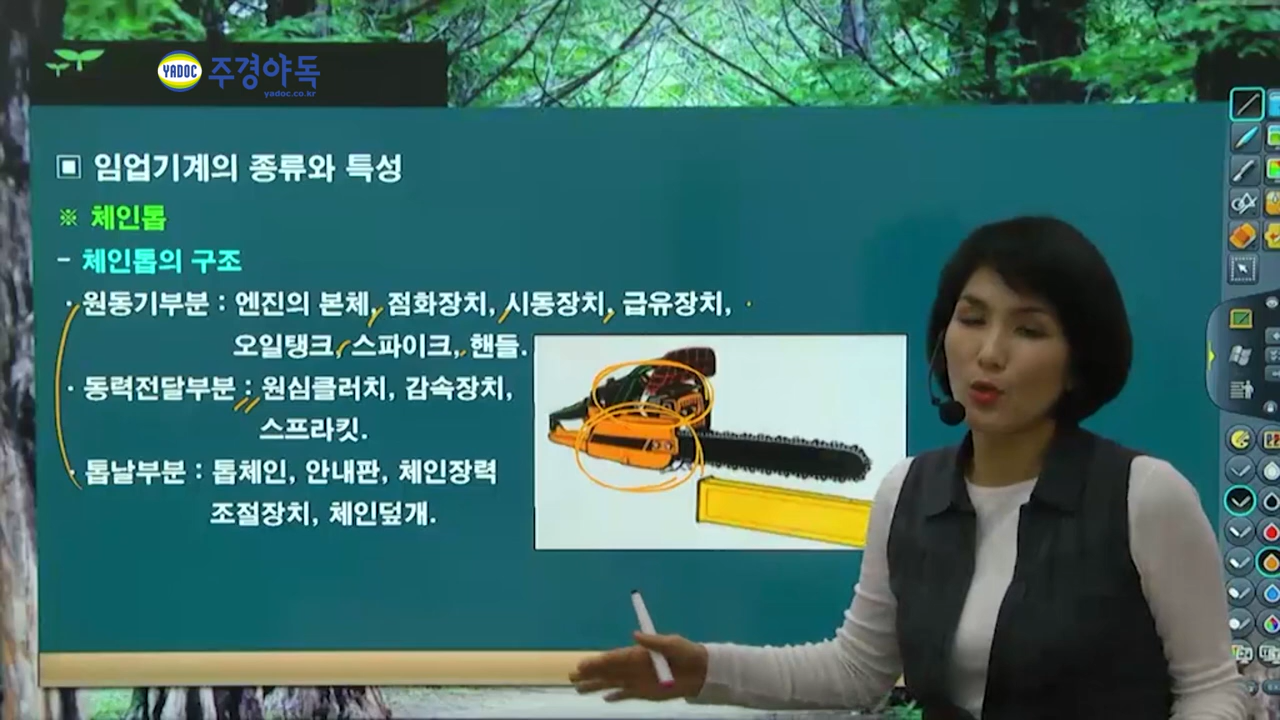 YADOC 주경야독
yadoc.co.kr
▣ 임업기계의 종류와 특성
※ 체인톱
- 체인톱의 구조
· 원동기부분 : 엔진의 본체, 점화장치, 시동장치, 급유장치,
오일탱크, 스파이크, 핸들.
· 동력전달부분 : 원심클러치, 감속장치,
스프라킷.
· 톱날부분 : 톱체인, 안내판, 체인장력
조절장치, 체인덮개.